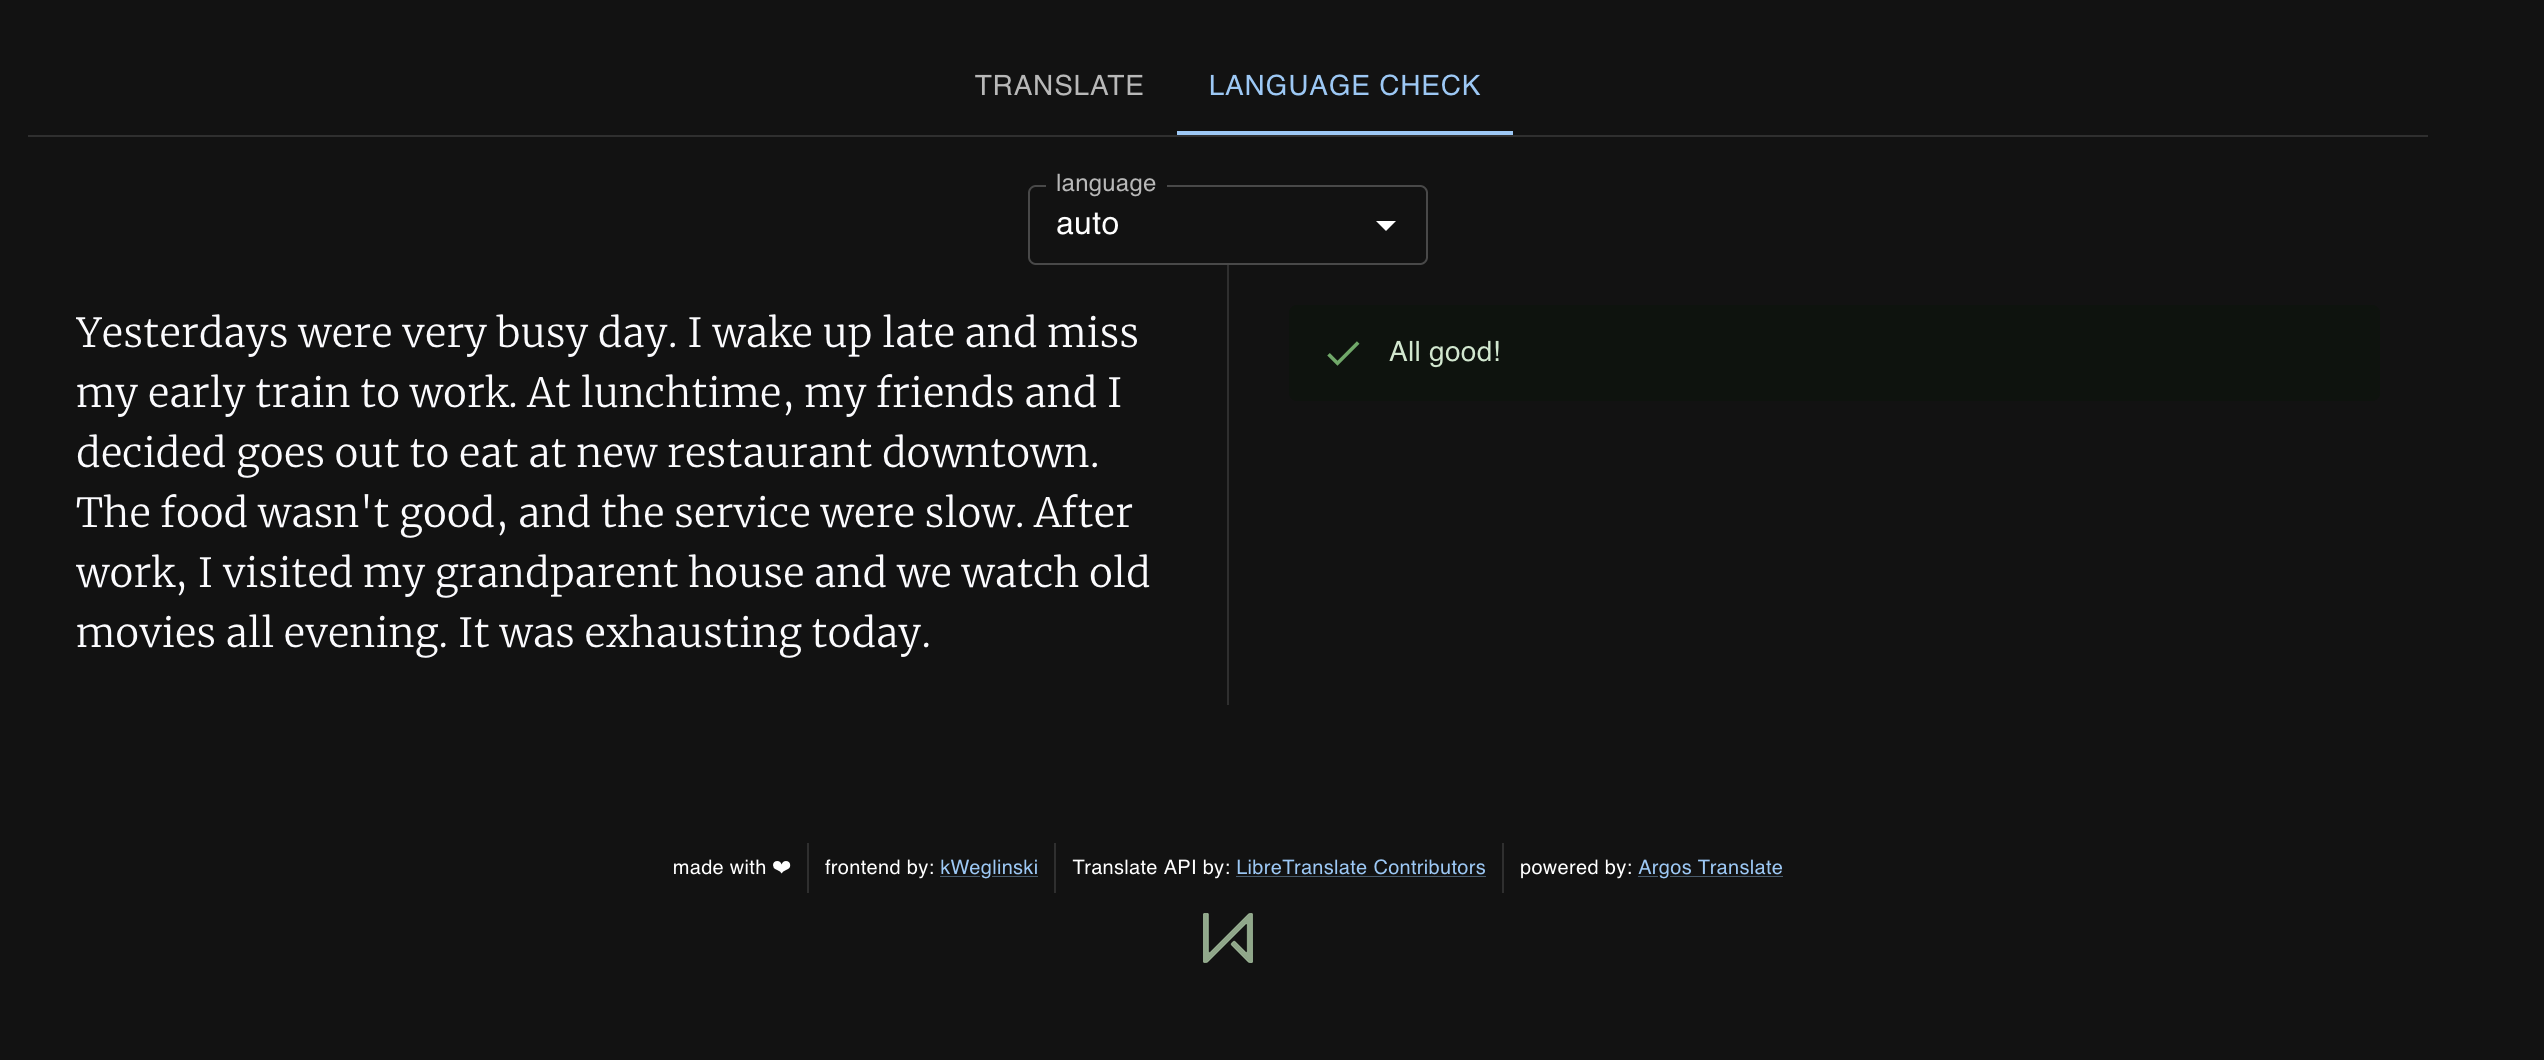 TRANSLATE
LANGUAGE CHECK
language
auto
Yesterdays were very busy day. I wake up late and miss
my early train to work. At lunchtime, my friends and I
decided goes out to eat at new restaurant downtown.
The food wasn't good, and the service were slow. After
work, I visited my grandparent house and we watch old
movies all evening. It was exhausting today.
All good!
made with ❤
frontend by: kWeglinski
Translate API by: LibreTranslate Contributors
powered by: Argos Translate